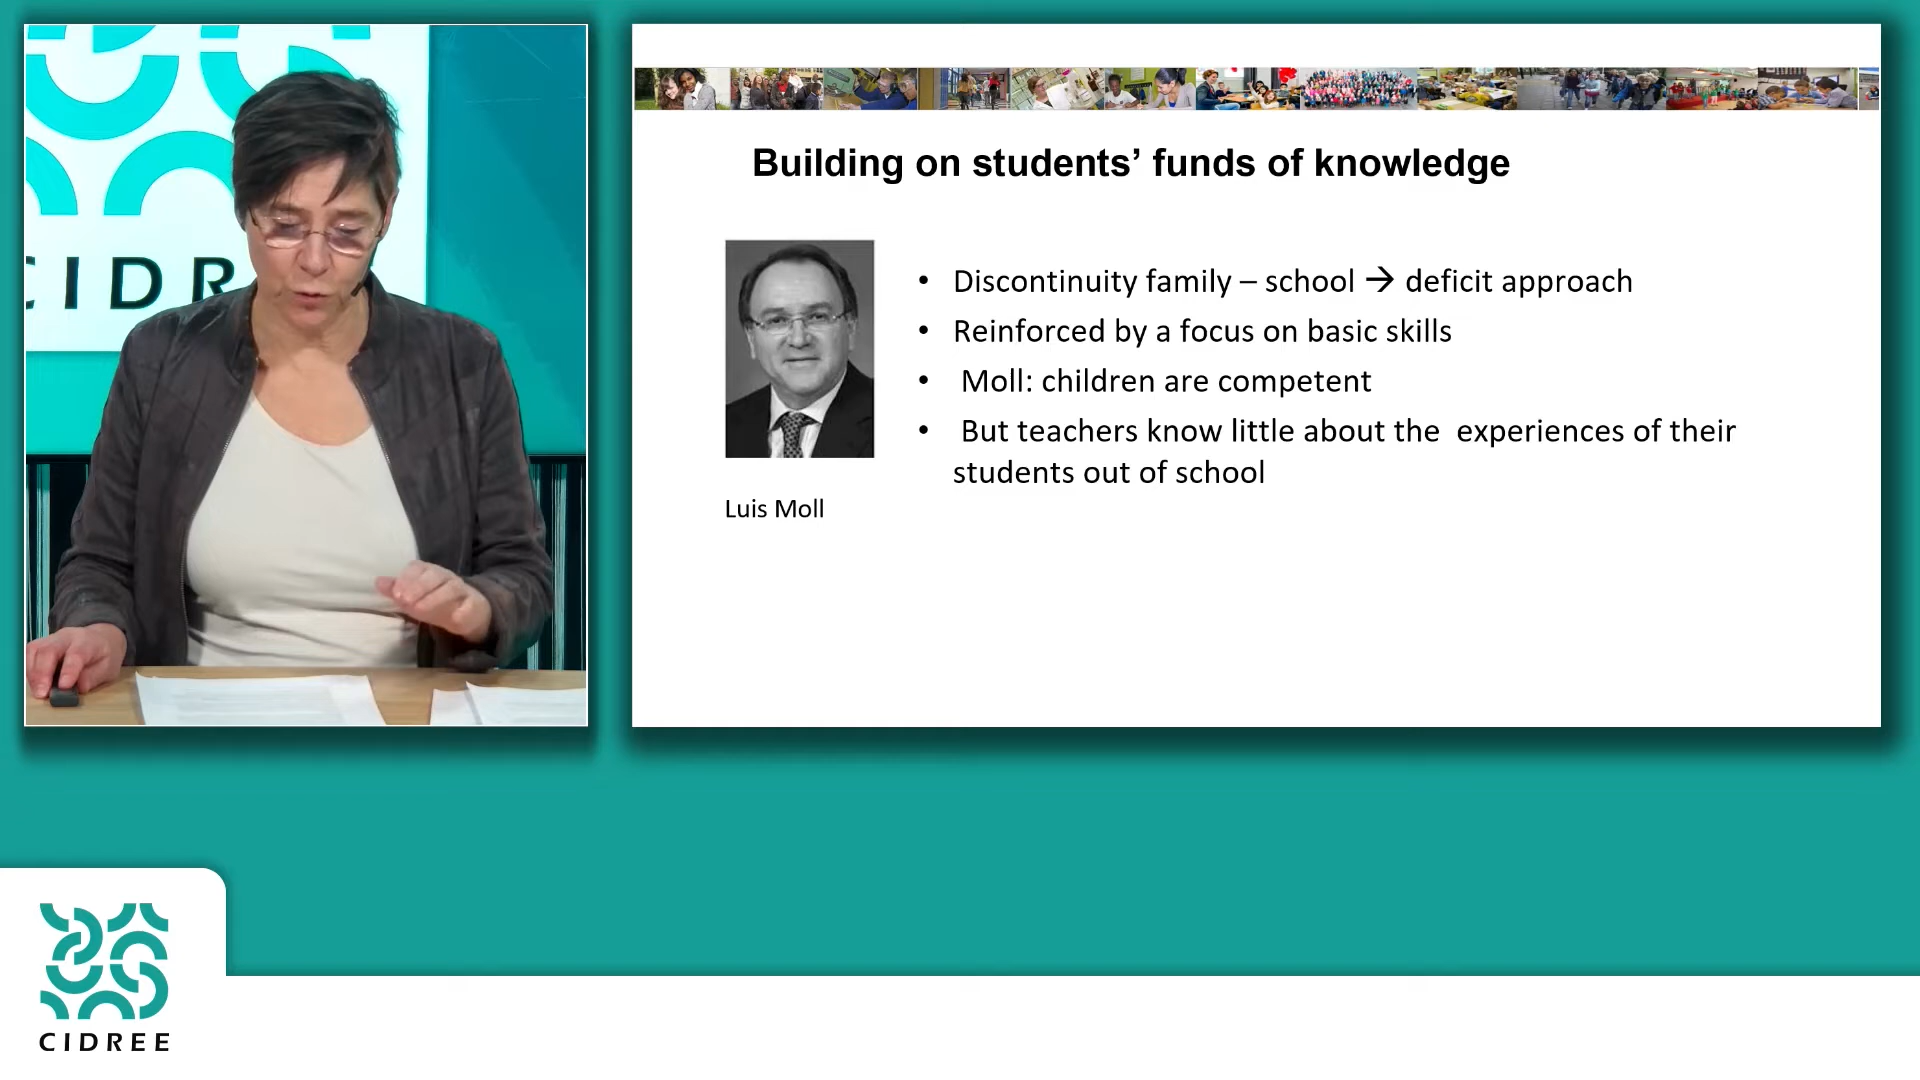 CIDR
Building on students’ funds of knowledge
• Discontinuity family – school → deficit approach
• Reinforced by a focus on basic skills
• Moll: children are competent
• But teachers know little about the experiences of their
students out of school
Luis Moll
CIDREE